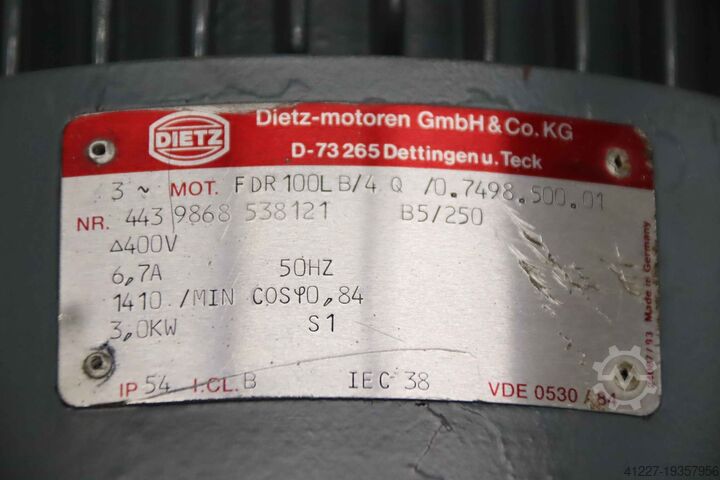 DIETZ
Dietz-motoren GmbH & Co. KG
D-73 265 Dettingen u. Teck
3 ~ MOT. FDR 100L B/4 Q /0.7498.500.01
NR. 443 9868 538121 B5/250
Δ400V
6,7A 50HZ
1410 /MIN COSφ0,84
3,0KW S1
IP 54 I.CL. B IEC 38 VDE 0530 / 84
Made in Germany
41227-19357956